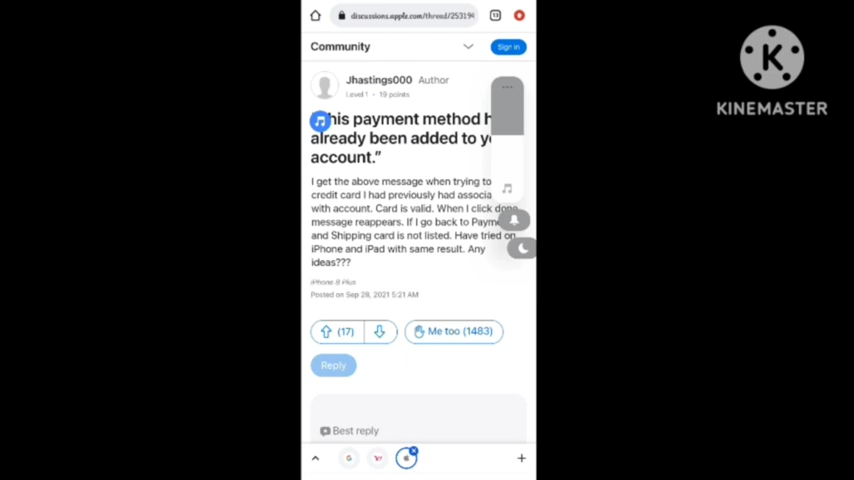 discussions.apple.com/thread/253194
13
Community
Sign in
Jhastings000 Author
Level 1 · 19 points
his payment method h
already been added to y
account."
I get the above message when trying to
credit card I had previously had associa
with account. Card is valid. When I click done
message reappears. If I go back to Payme
and Shipping card is not listed. Have tried on
iPhone and iPad with same result. Any
ideas???
iPhone 8 Plus
Posted on Sep 28, 2021 5:21 AM
(17)
Me too (1483)
Reply
Best reply
K
KINEMASTER